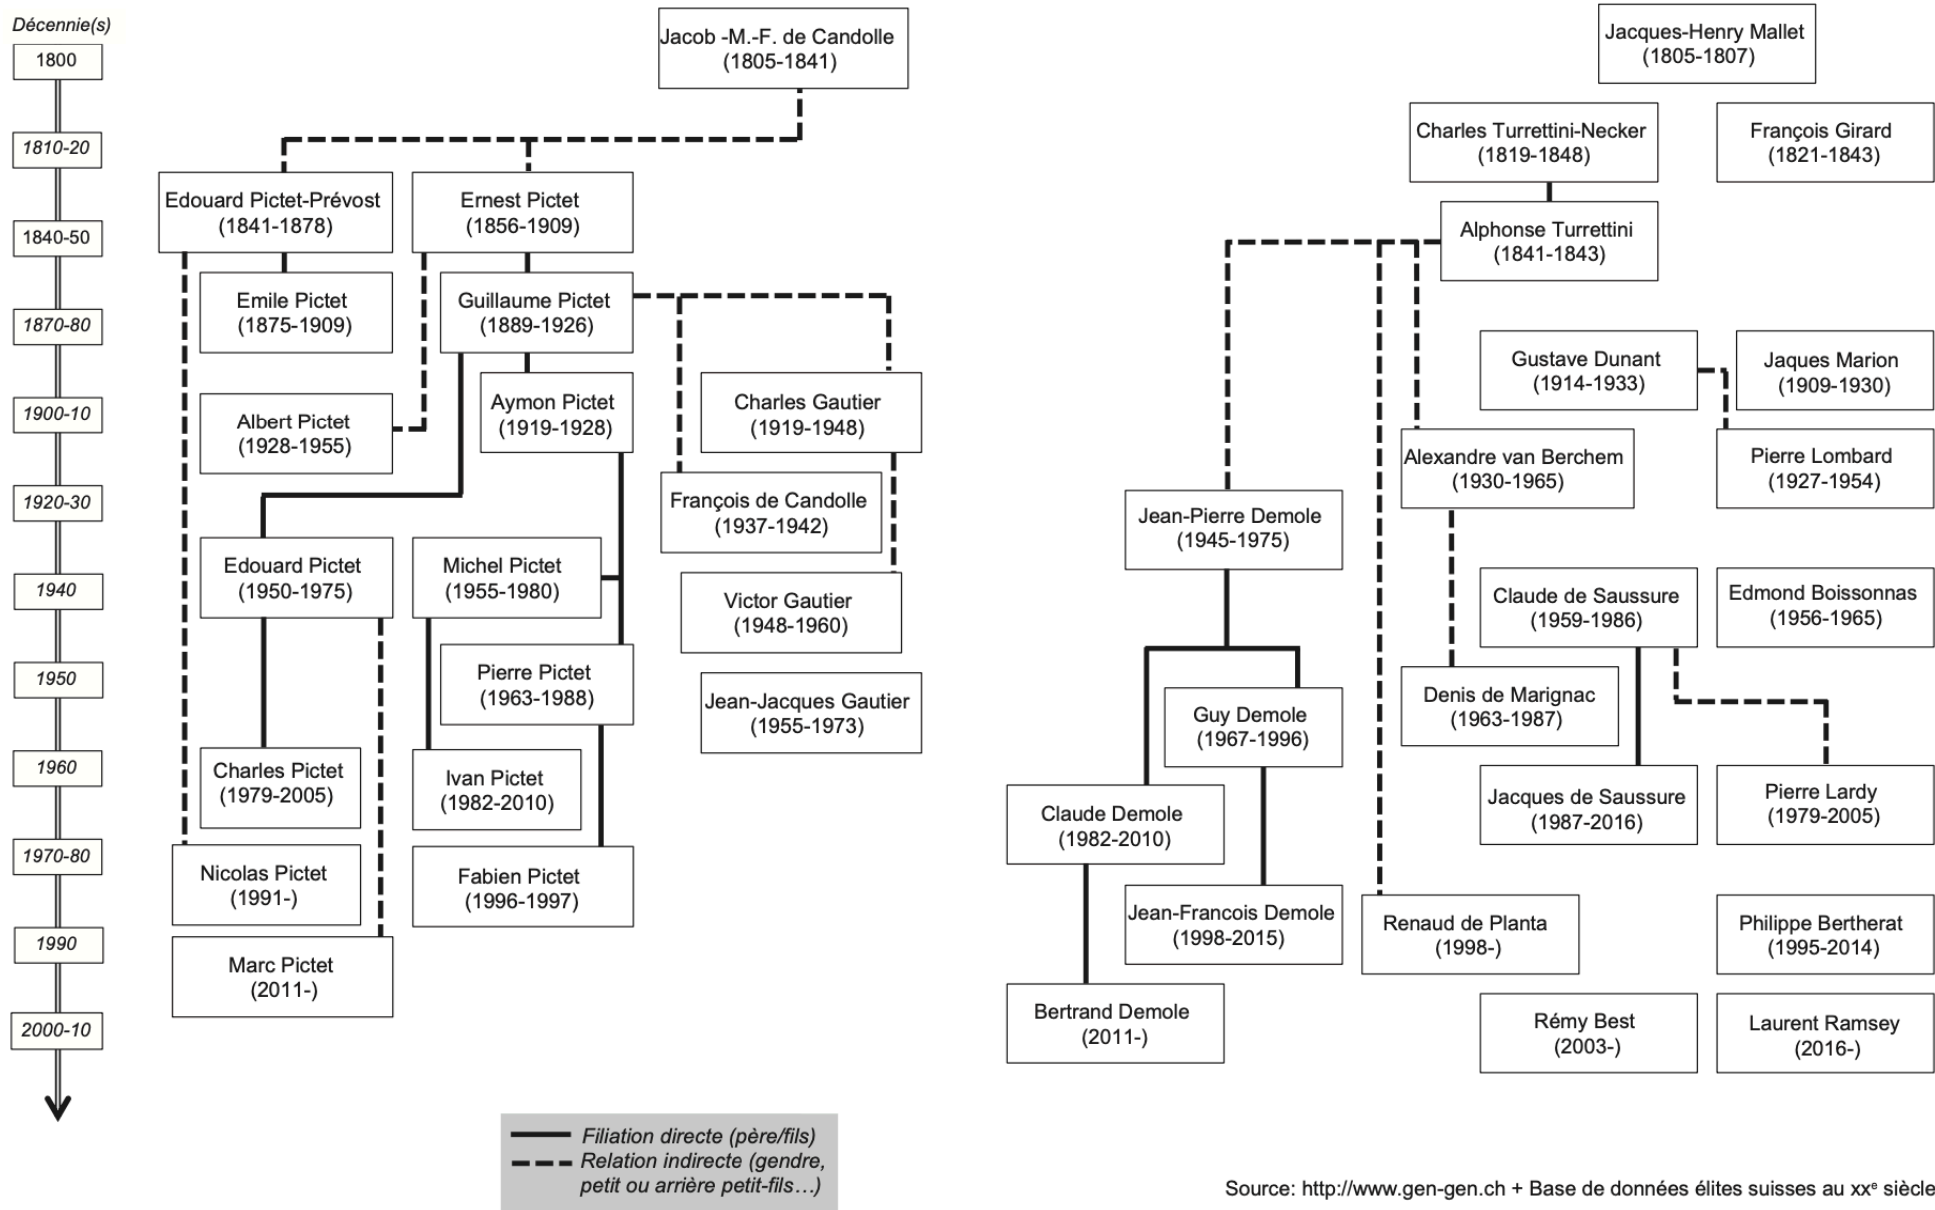 Décennie(s)
1800
1810-20
1840-50
1870-80
1900-10
1920-30
1940
1950
1960
1970-80
1990
2000-10
Jacob -M.-F. de Candolle
(1805-1841)
Edouard Pictet-Prévost
(1841-1878)
Ernest Pictet
(1856-1909)
Emile Pictet
(1875-1909)
Guillaume Pictet
(1889-1926)
Albert Pictet
(1928-1955)
Aymon Pictet
(1919-1928)
Charles Gautier
(1919-1948)
François de Candolle
(1937-1942)
Edouard Pictet
(1950-1975)
Michel Pictet
(1955-1980)
Victor Gautier
(1948-1960)
Pierre Pictet
(1963-1988)
Jean-Jacques Gautier
(1955-1973)
Charles Pictet
(1979-2005)
Ivan Pictet
(1982-2010)
Nicolas Pictet
(1991-)
Fabien Pictet
(1996-1997)
Marc Pictet
(2011-)
Jacques-Henry Mallet
(1805-1807)
Charles Turrettini-Necker
(1819-1848)
François Girard
(1821-1843)
Alphonse Turrettini
(1841-1843)
Gustave Dunant
(1914-1933)
Jaques Marion
(1909-1930)
Alexandre van Berchem
(1930-1965)
Pierre Lombard
(1927-1954)
Jean-Pierre Demole
(1945-1975)
Claude de Saussure
(1959-1986)
Edmond Boissonnas
(1956-1965)
Denis de Marignac
(1963-1987)
Guy Demole
(1967-1996)
Claude Demole
(1982-2010)
Jacques de Saussure
(1987-2016)
Pierre Lardy
(1979-2005)
Jean-Francois Demole
(1998-2015)
Renaud de Planta
(1998-)
Philippe Bertherat
(1995-2014)
Bertrand Demole
(2011-)
Rémy Best
(2003-)
Laurent Ramsey
(2016-)
Filiation directe (père/fils)
Relation indirecte (gendre,
petit ou arrière petit-fils…)
Source: http://www.gen-gen.ch + Base de données élites suisses au xxᵉ siècle